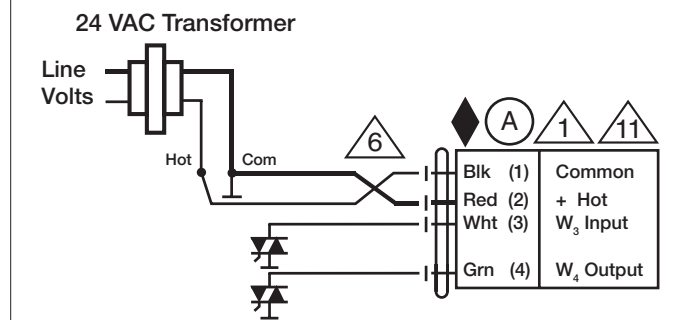 24 VAC Transformer
Line
Volts
Hot
Com
6
A
1
11
Blk (1) Common
Red (2) + Hot
Wht (3) W₃ Input
Grn (4) W₄ Output